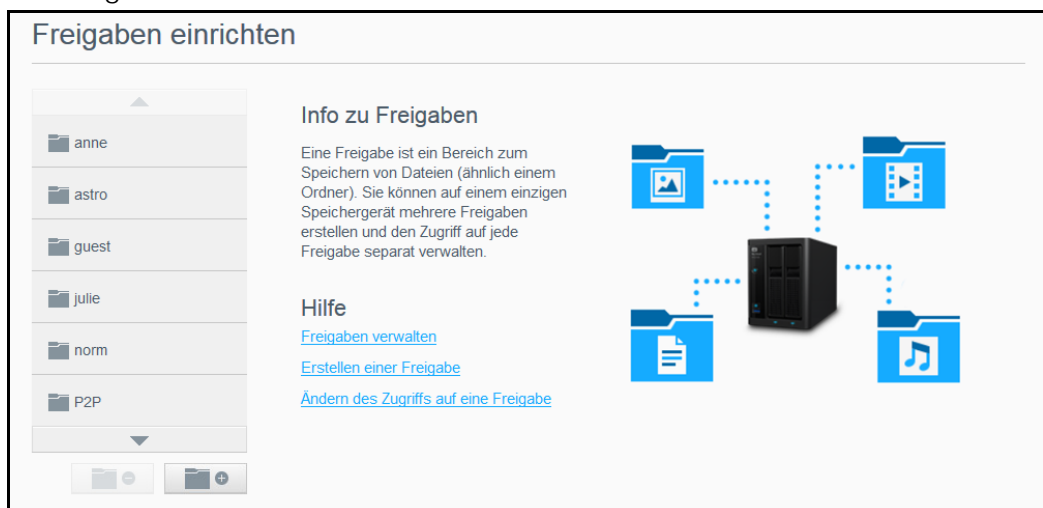 Freigaben einrichten
anne
astro
guest
julie
norm
P2P
Info zu Freigaben
Eine Freigabe ist ein Bereich zum
Speichern von Dateien (ähnlich einem
Ordner). Sie können auf einem einzigen
Speichergerät mehrere Freigaben
erstellen und den Zugriff auf jede
Freigabe separat verwalten.
Hilfe
Freigaben verwalten
Erstellen einer Freigabe
Ändern des Zugriffs auf eine Freigabe